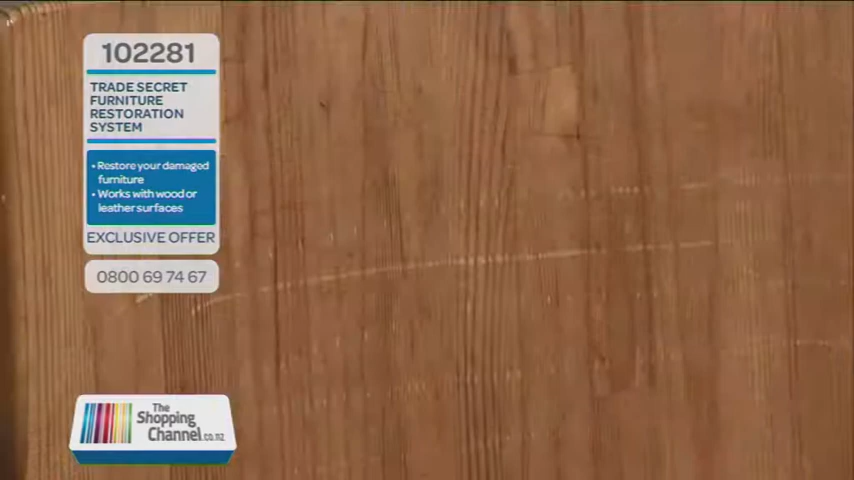 102281
TRADE SECRET
FURNITURE
RESTORATION
SYSTEM
• Restore your damaged
furniture
• Works with wood or
leather surfaces
EXCLUSIVE OFFER
0800 69 74 67
The
Shopping
Channel.co.nz